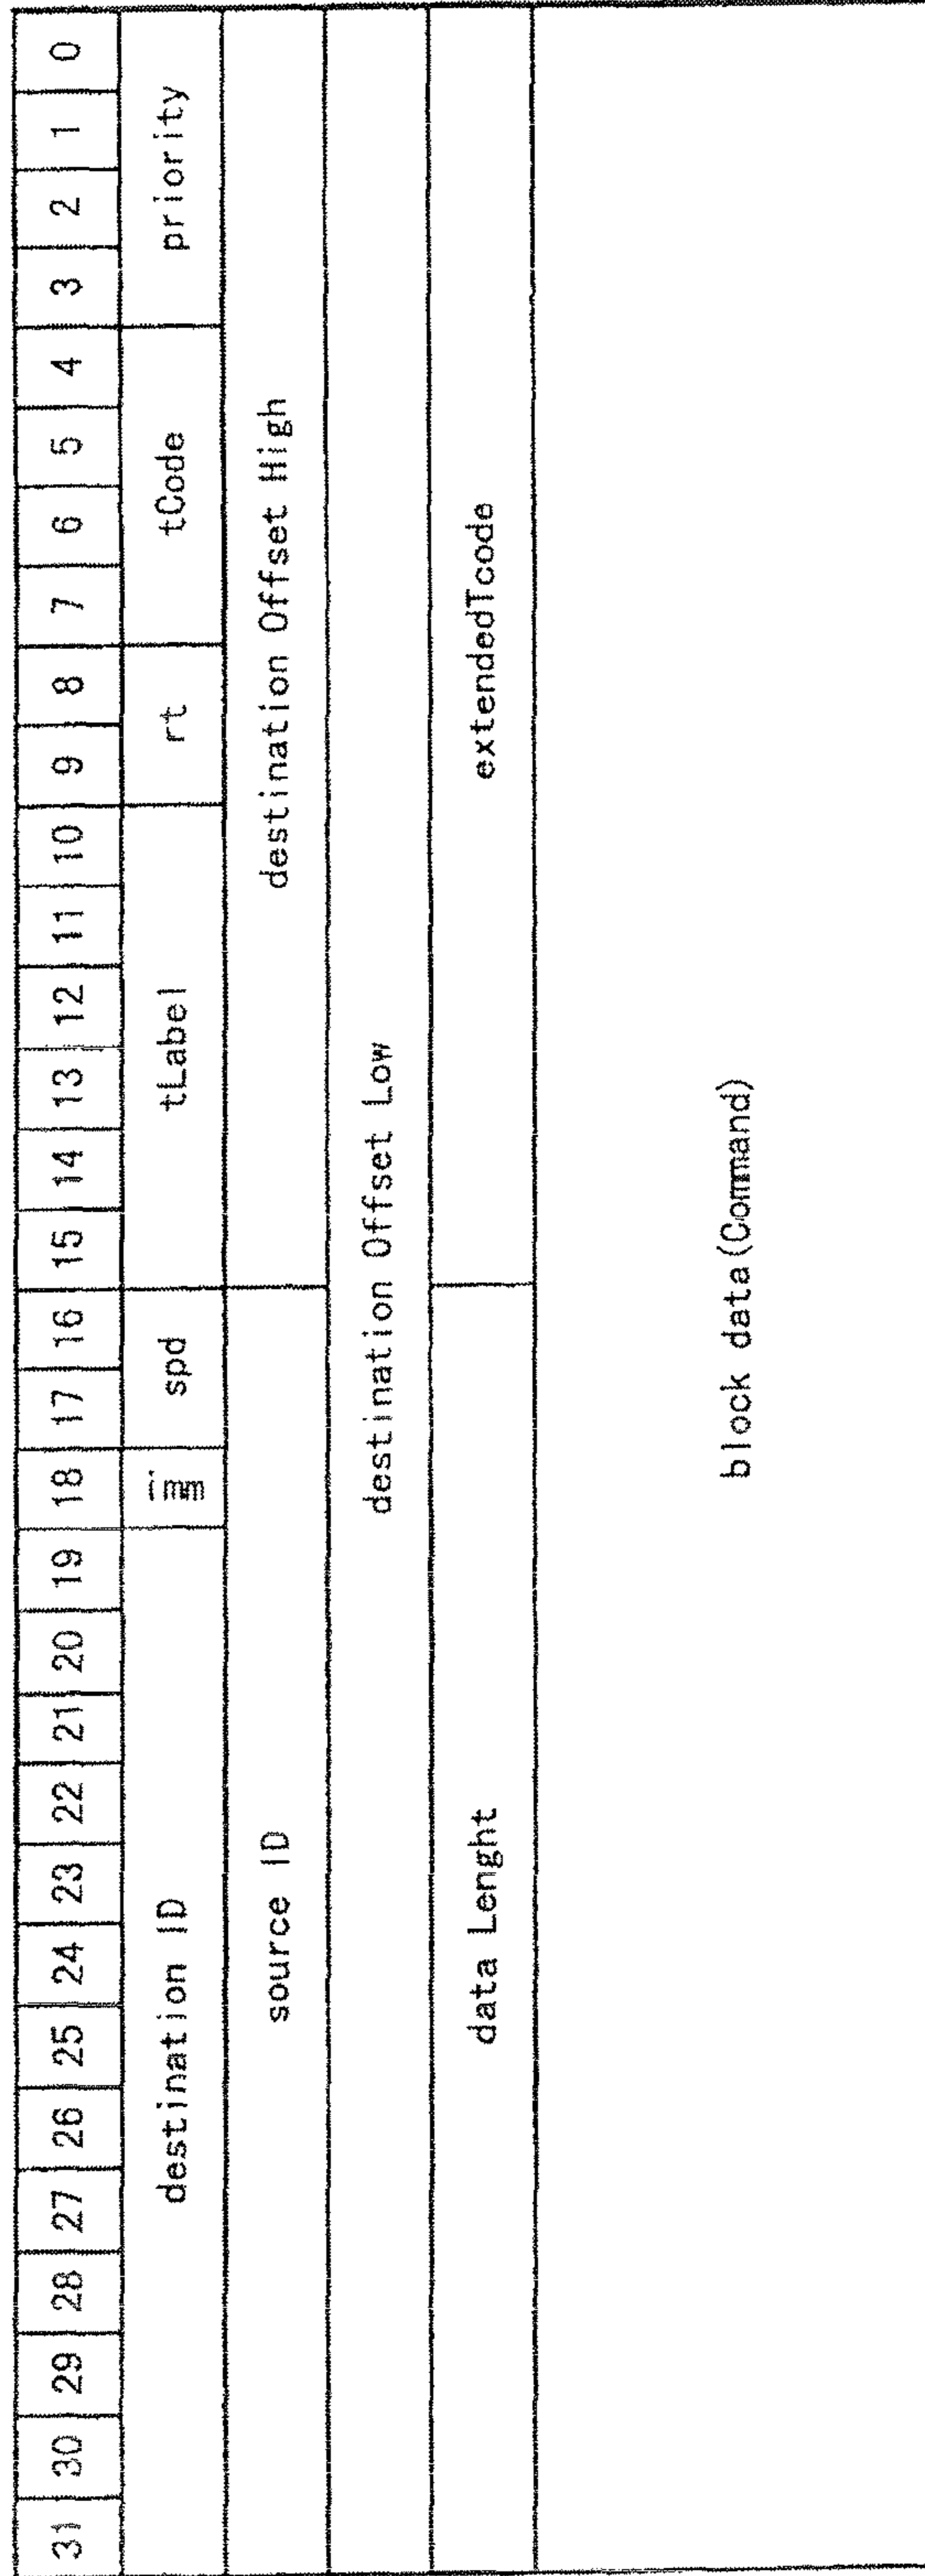 31 30 29 28 27 26 25 24 23 22 21 20 19 18 17 16 15 14 13 12 11 10 9 8 7 6 5 4 3 2 1 0
destination ID imm spd tLabel rt tCode priority
source ID destination Offset High
destination Offset Low
data Lenght extendedTcode
block data(Command)